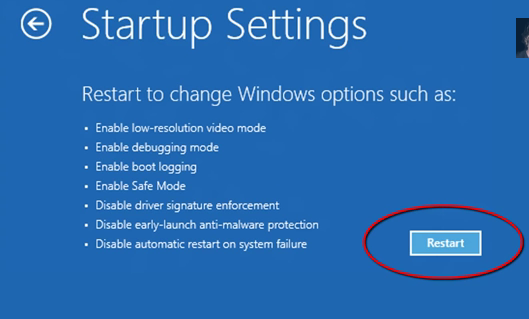 Startup Settings
Restart to change Windows options such as:
Enable low-resolution video mode
Enable debugging mode
Enable boot logging
Enable Safe Mode
Disable driver signature enforcement
Disable early-launch anti-malware protection
Disable automatic restart on system failure
Restart